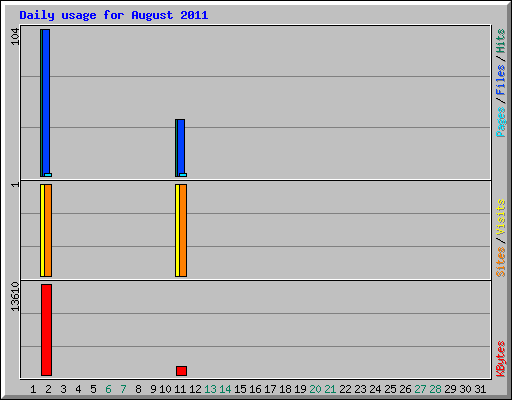 Daily usage for August 2011
104
Pages / Files / Hits
1
Sites / Visits
13610
KBytes
1 2 3 4 5 6 7 8 9 10 11 12 13 14 15 16 17 18 19 20 21 22 23 24 25 26 27 28 29 30 31